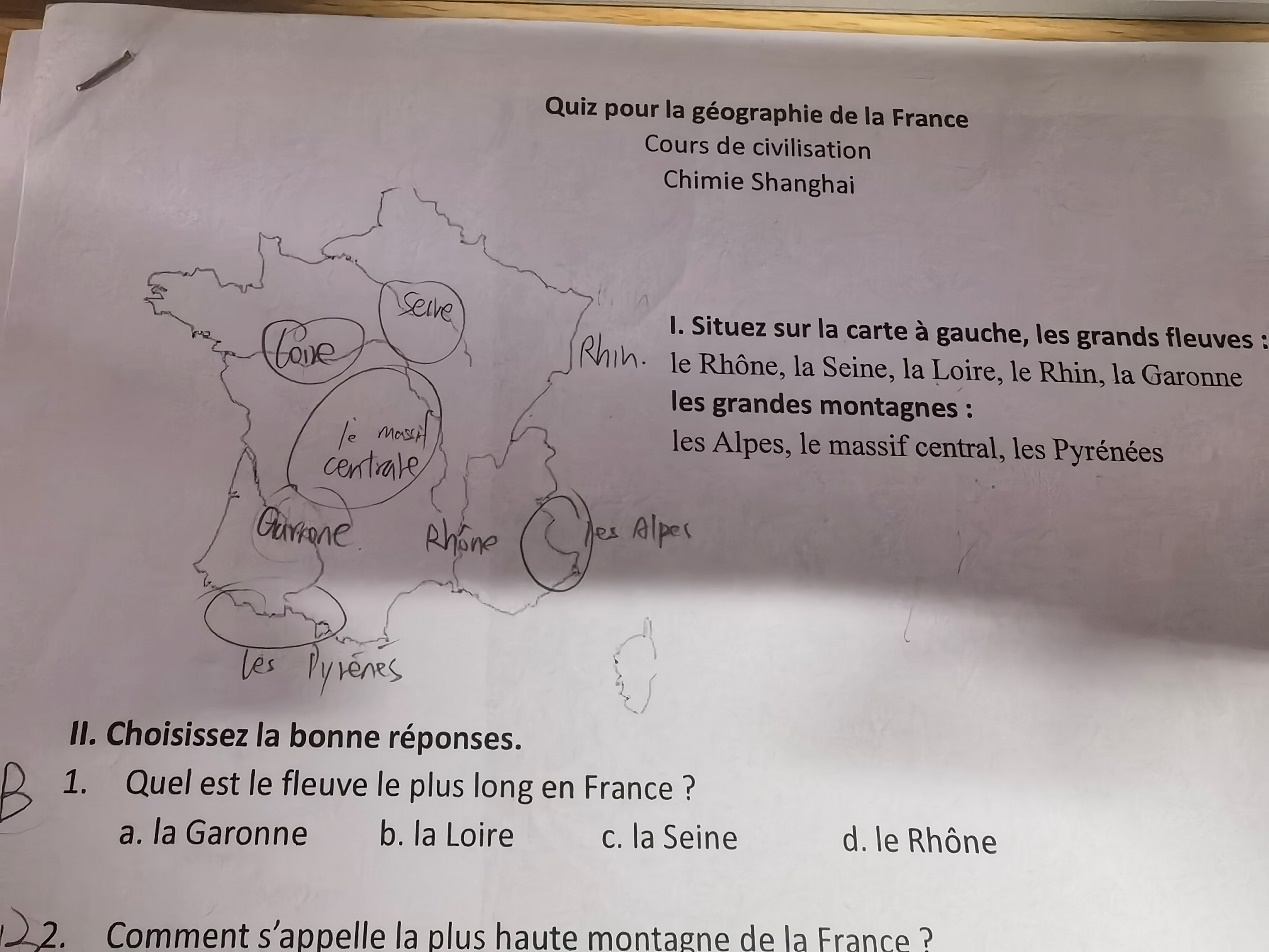 Quiz pour la géographie de la France
Cours de civilisation
Chimie Shanghai
Seine
Loire
Rhin.
I. Situez sur la carte à gauche, les grands fleuves :
le Rhône, la Seine, la Loire, le Rhin, la Garonne
les grandes montagnes :
les Alpes, le massif central, les Pyrénées
le massif
centrale
Garrone
Rhône
les Alpes
les Pyrénes
II. Choisissez la bonne réponses.
B 1. Quel est le fleuve le plus long en France ?
a. la Garonne b. la Loire c. la Seine d. le Rhône
D 2. Comment s'appelle la plus haute montagne de la France ?